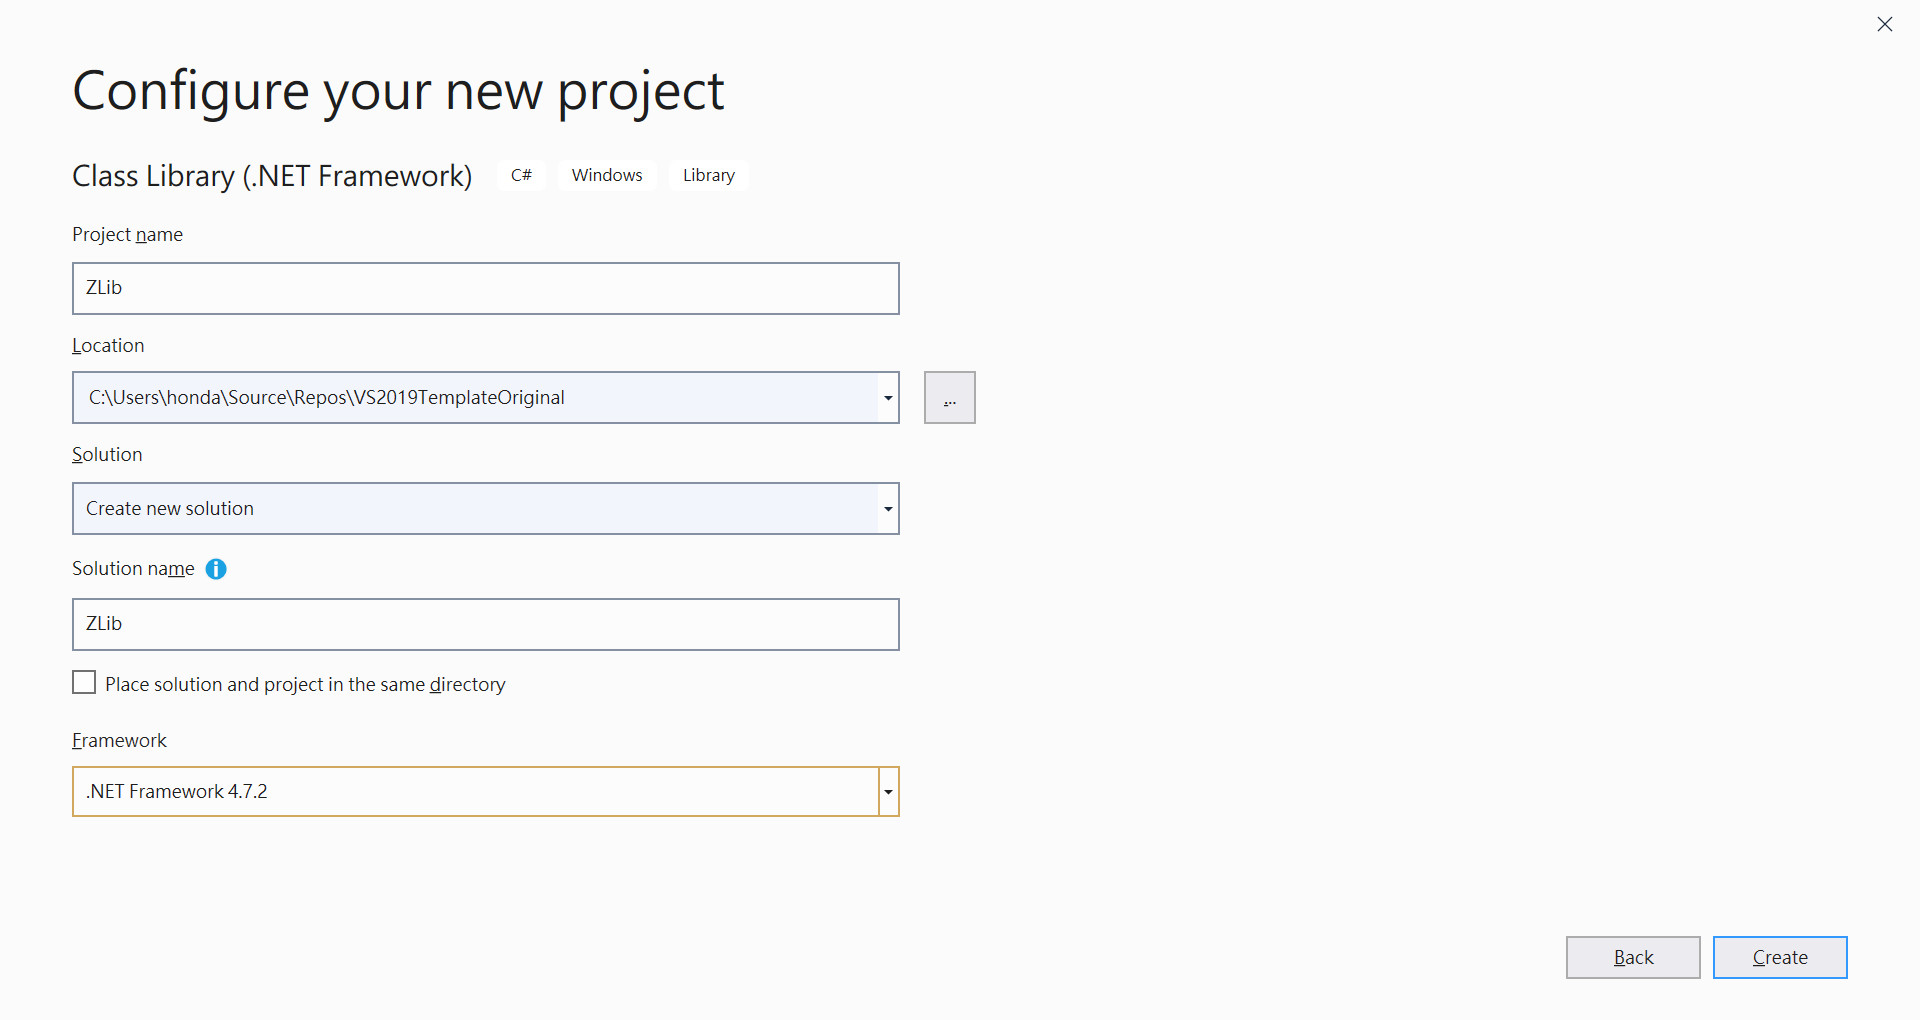 Configure your new project
Class Library (.NET Framework) C# Windows Library
Project name
ZLib
Location
C:\Users\honda\Source\Repos\VS2019TemplateOriginal
...
Solution
Create new solution
Solution name
ZLib
Place solution and project in the same directory
Framework
.NET Framework 4.7.2
Back Create